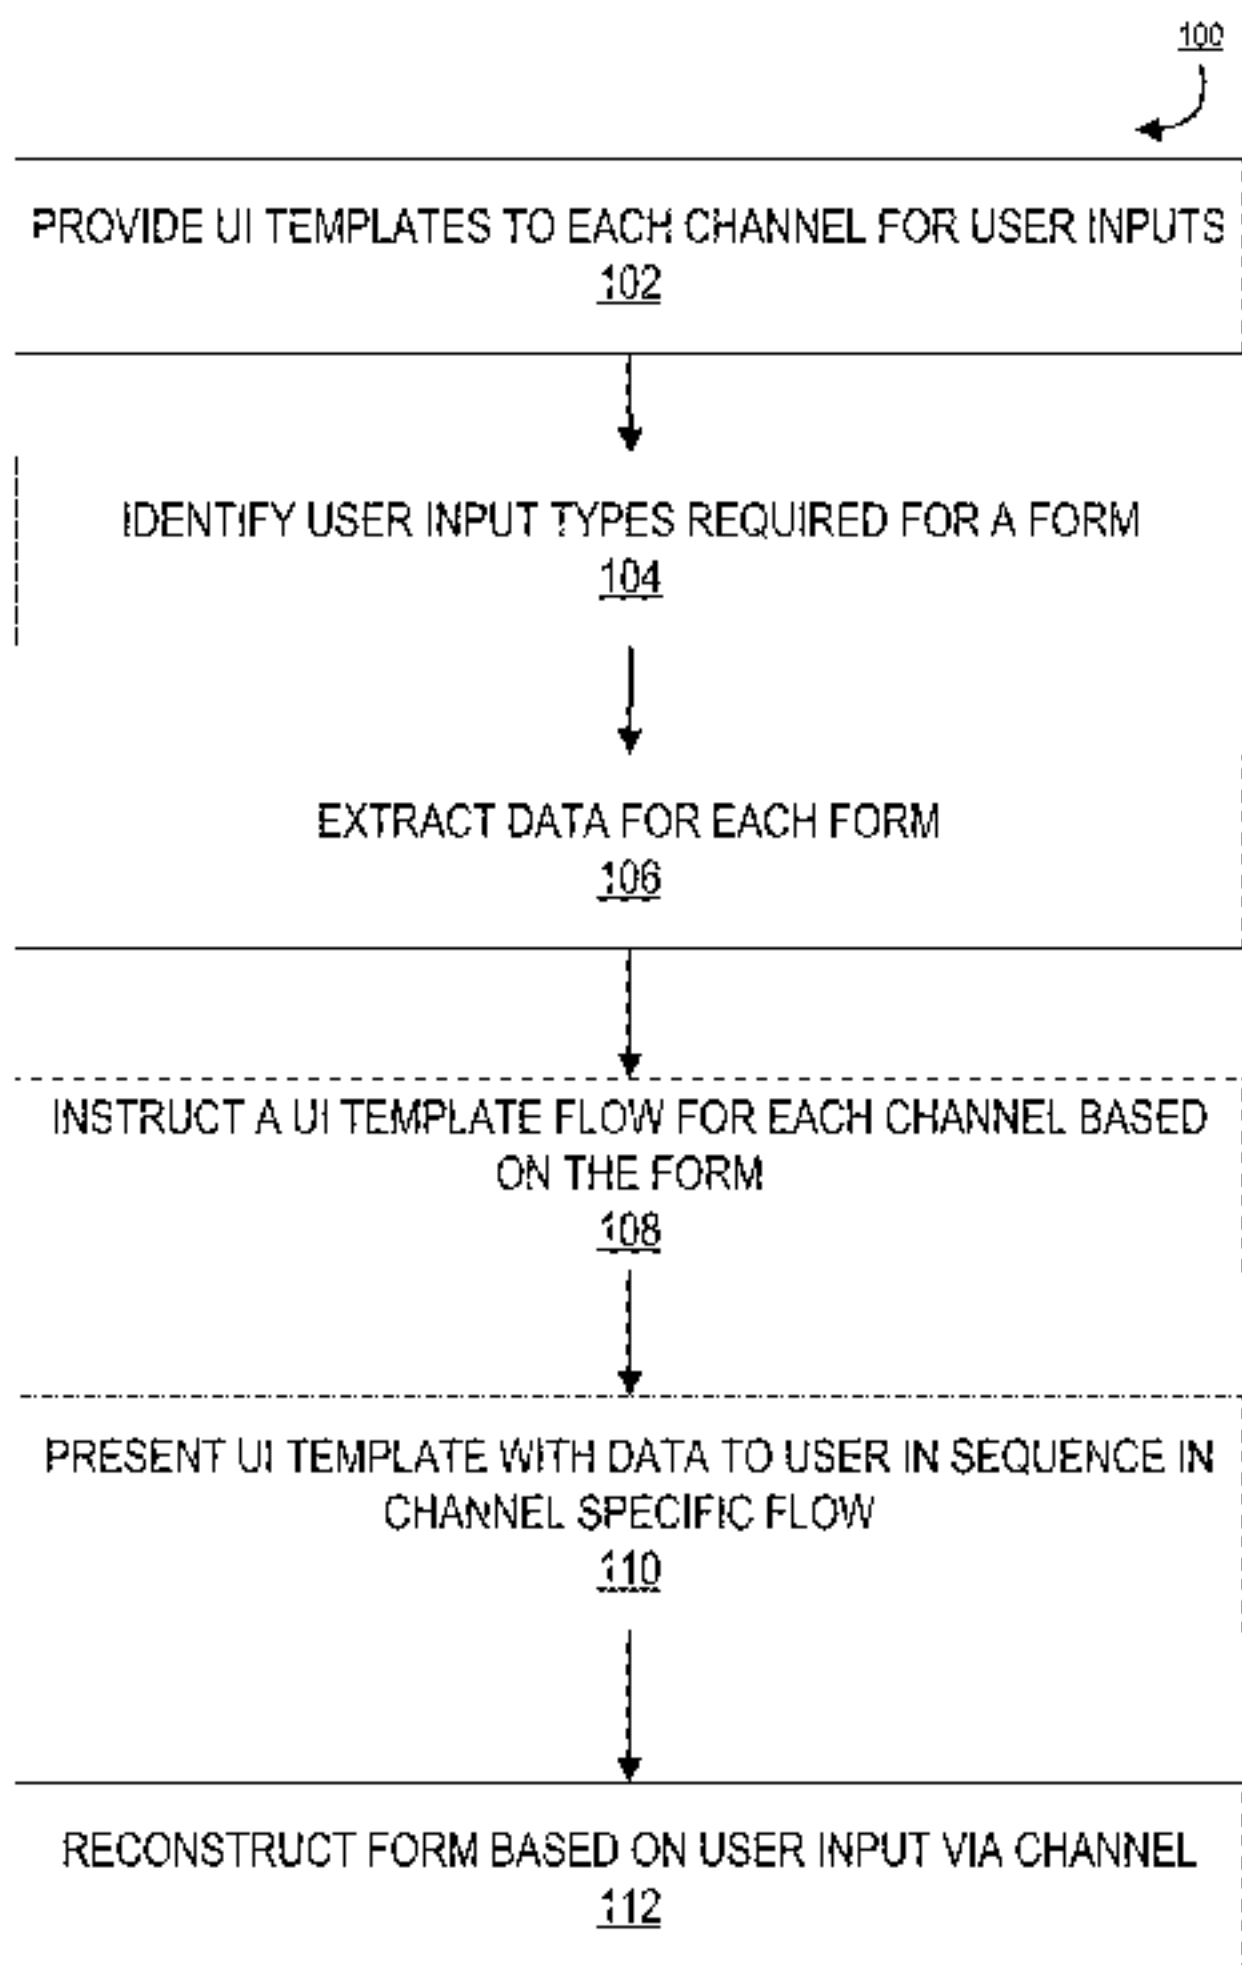 100
PROVIDE UI TEMPLATES TO EACH CHANNEL FOR USER INPUTS
102
IDENTIFY USER INPUT TYPES REQUIRED FOR A FORM
104
EXTRACT DATA FOR EACH FORM
106
INSTRUCT A UI TEMPLATE FLOW FOR EACH CHANNEL BASED
ON THE FORM
108
PRESENT UI TEMPLATE WITH DATA TO USER IN SEQUENCE IN
CHANNEL SPECIFIC FLOW
110
RECONSTRUCT FORM BASED ON USER INPUT VIA CHANNEL
112